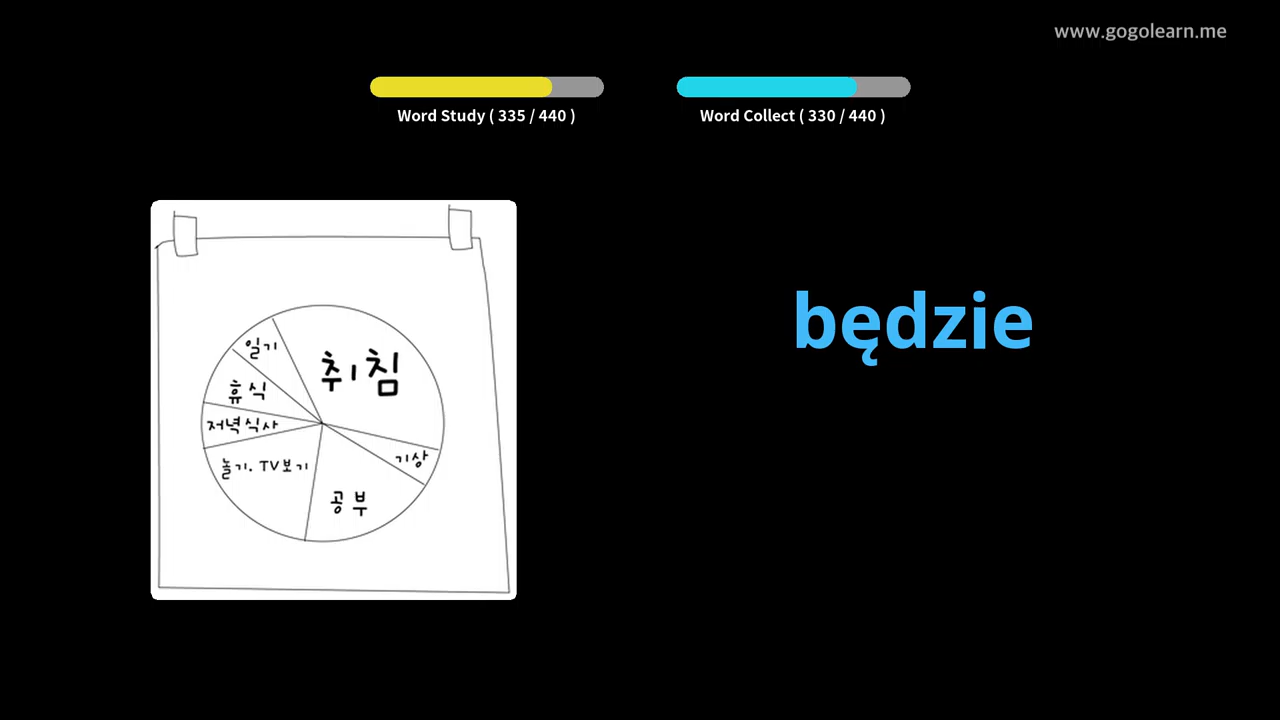 www.gogolearn.me
Word Study ( 335 / 440 )
Word Collect ( 330 / 440 )
będzie
일기
취침
휴식
저녁식사
놀기. TV보기
기상
공부